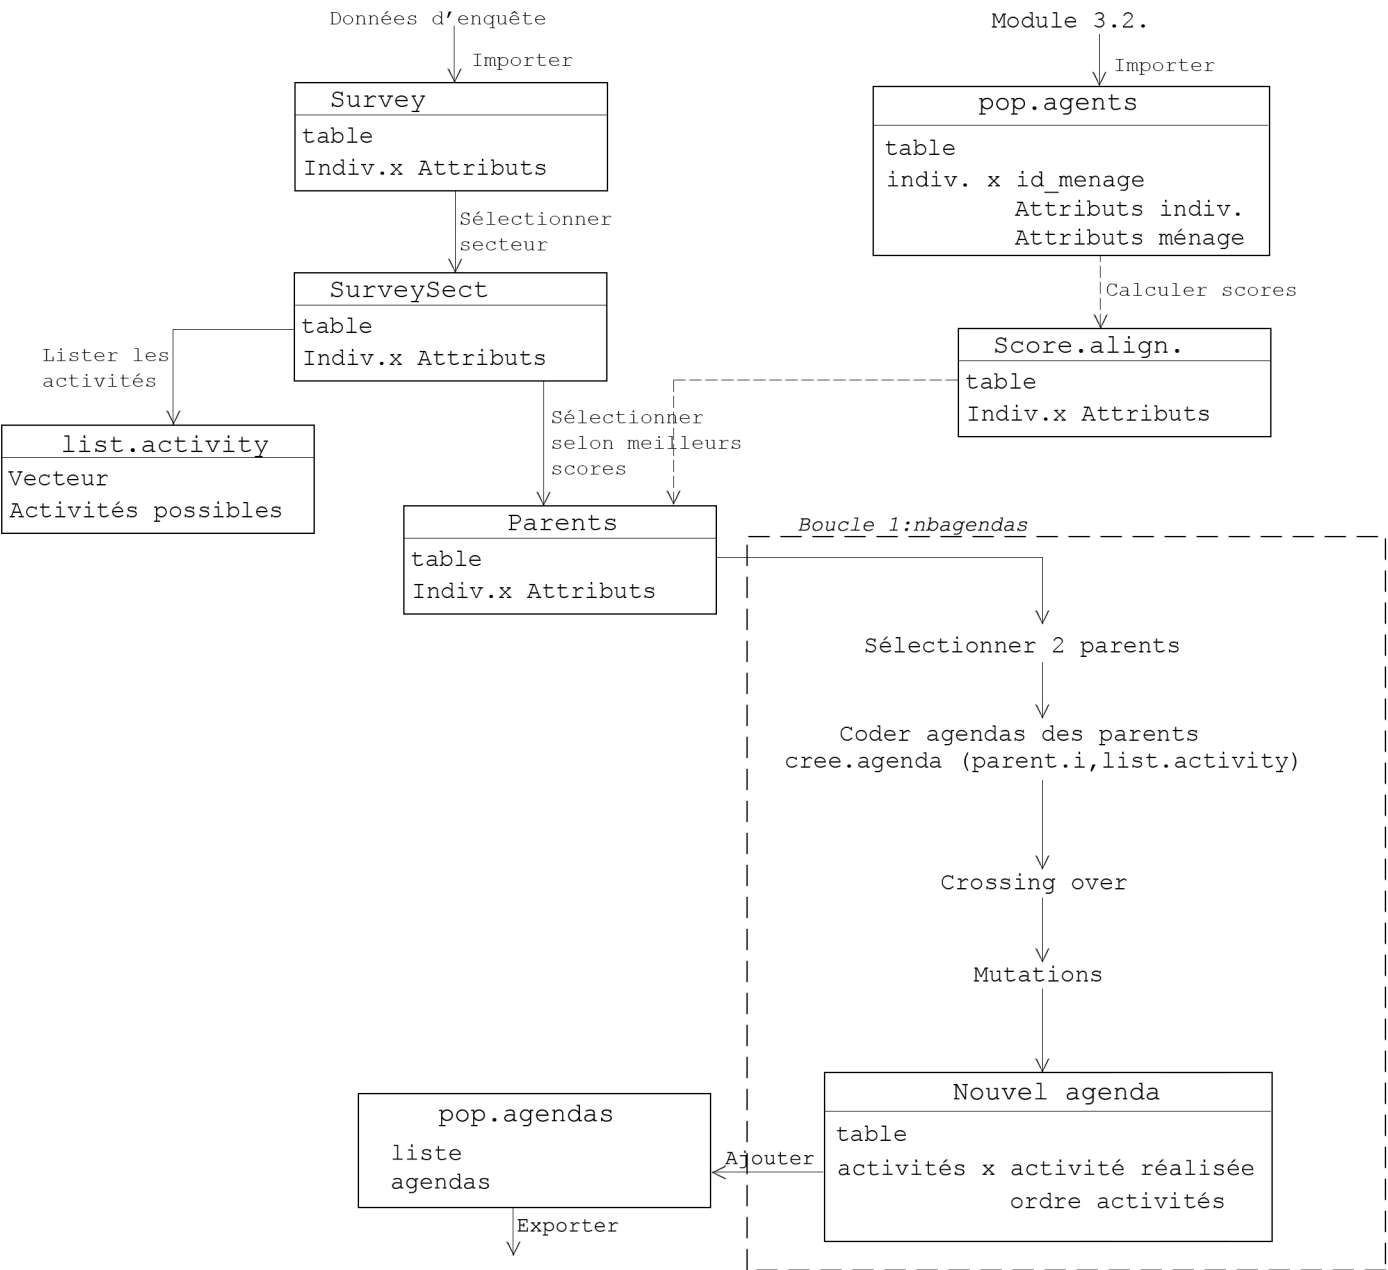 Données d’enquête
Importer
Survey
table
Indiv.x Attributs
Sélectionner
secteur
SurveySect
table
Indiv.x Attributs
Lister les
activités
list.activity
Vecteur
Activités possibles
Module 3.2.
Importer
pop.agents
table
indiv. x id_menage
Attributs indiv.
Attributs ménage
Calculer scores
Score.align.
table
Indiv.x Attributs
Sélectionner
selon meilleurs
scores
Parents
table
Indiv.x Attributs
Boucle 1:nbagendas
Sélectionner 2 parents
Coder agendas des parents
cree.agenda (parent.i,list.activity)
Crossing over
Mutations
Nouvel agenda
table
activités x activité réalisée
ordre activités
Ajouter
pop.agendas
liste
agendas
Exporter